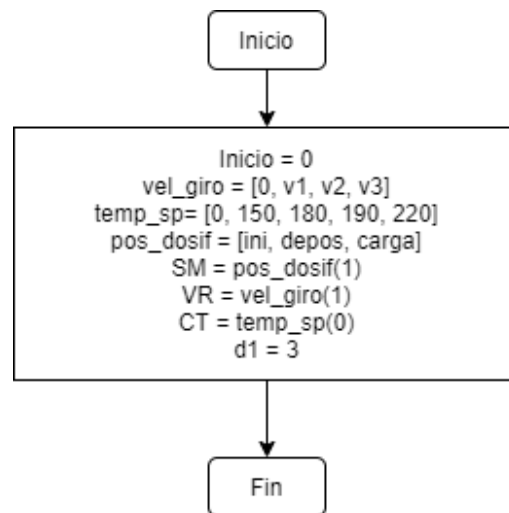 Inicio
Inicio = 0
vel_giro = [0, v1, v2, v3]
temp_sp= [0, 150, 180, 190, 220]
pos_dosif = [ini, depos, carga]
SM = pos_dosif(1)
VR = vel_giro(1)
CT = temp_sp(0)
d1 = 3
Fin